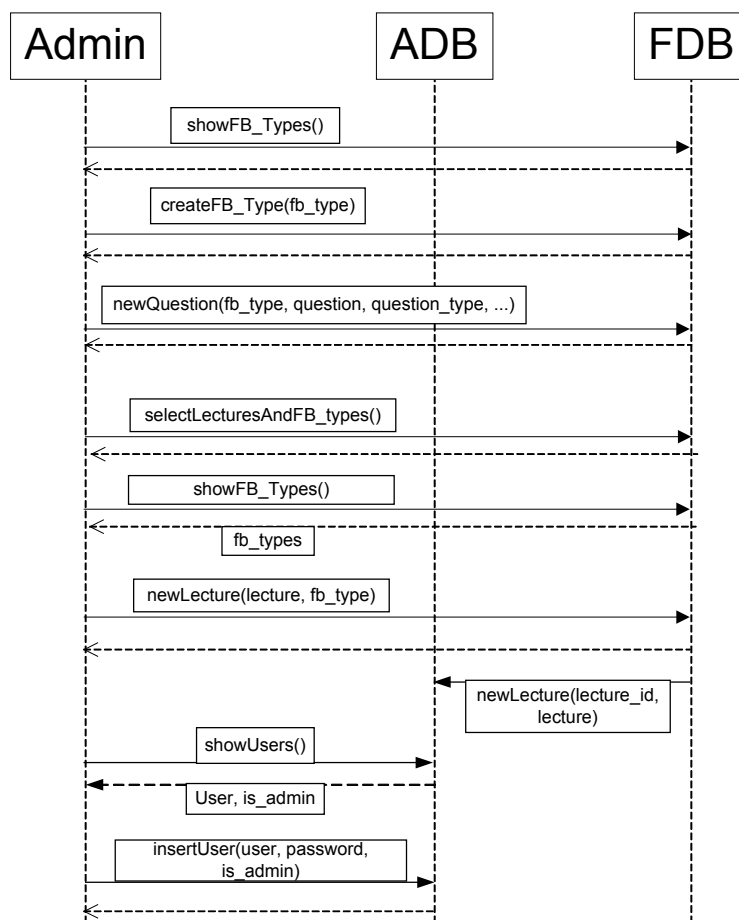 Admin
ADB
FDB
showFB_Types()
createFB_Type(fb_type)
newQuestion(fb_type, question, question_type, ...)
selectLecturesAndFB_types()
showFB_Types()
fb_types
newLecture(lecture, fb_type)
newLecture(lecture_id,
lecture)
showUsers()
User, is_admin
insertUser(user, password,
is_admin)